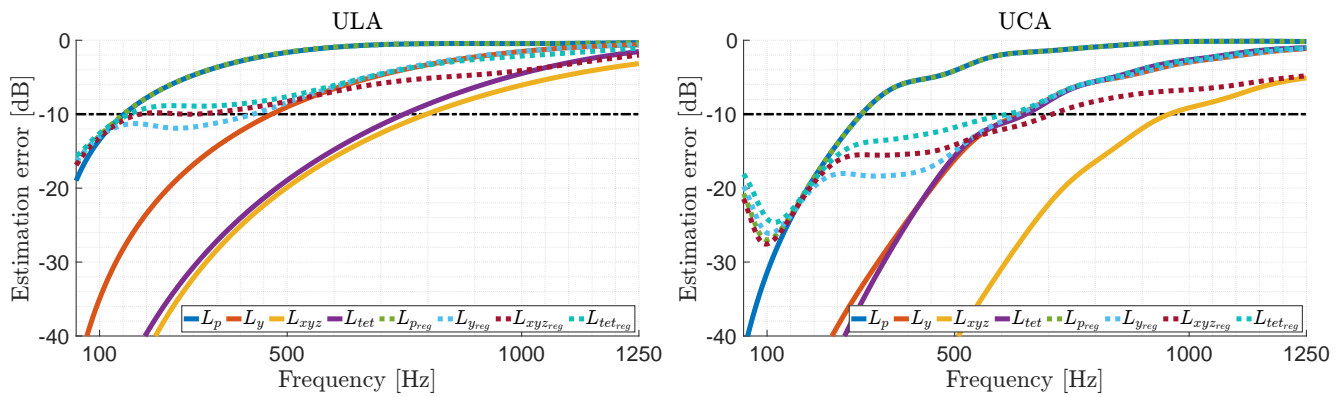 ULA
Estimation error [dB]
0
-10
-20
-30
-40
L_p L_y L_xyz L_tet L_p_reg L_y_reg L_xyz_reg L_tet_reg
100 500 1000 1250
Frequency [Hz]
UCA
Estimation error [dB]
0
-10
-20
-30
-40
L_p L_y L_xyz L_tet L_p_reg L_y_reg L_xyz_reg L_tet_reg
100 500 1000 1250
Frequency [Hz]